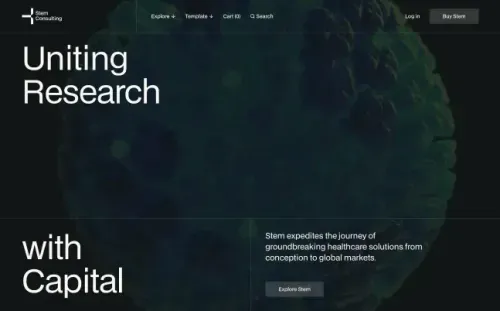 Stem
Consulting
Explore ↓
Template ↓
Cart (0)
Search
Log in
Buy Stem
Uniting
Research
with
Capital
Stem expedites the journey of
groundbreaking healthcare solutions from
conception to global markets.
Explore Stem